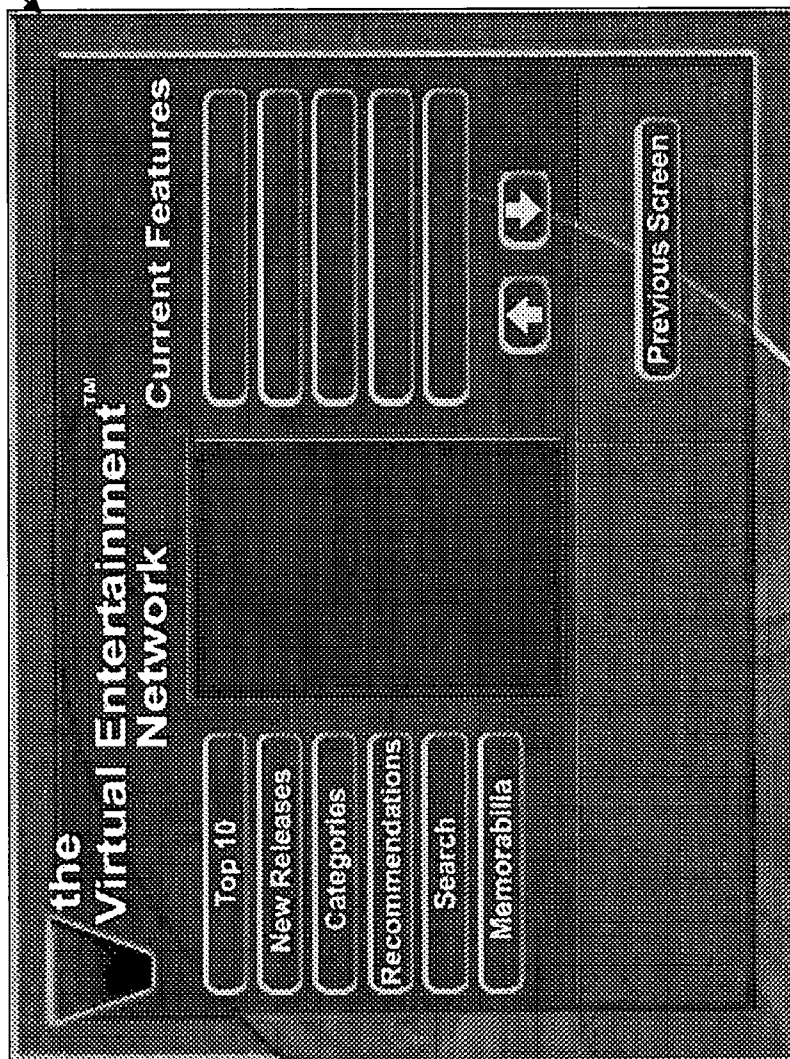 the
Virtual Entertainment™
Network
Top 10
New Releases
Categories
Recommendations
Search
Memorabilia
Current Features
Previous Screen